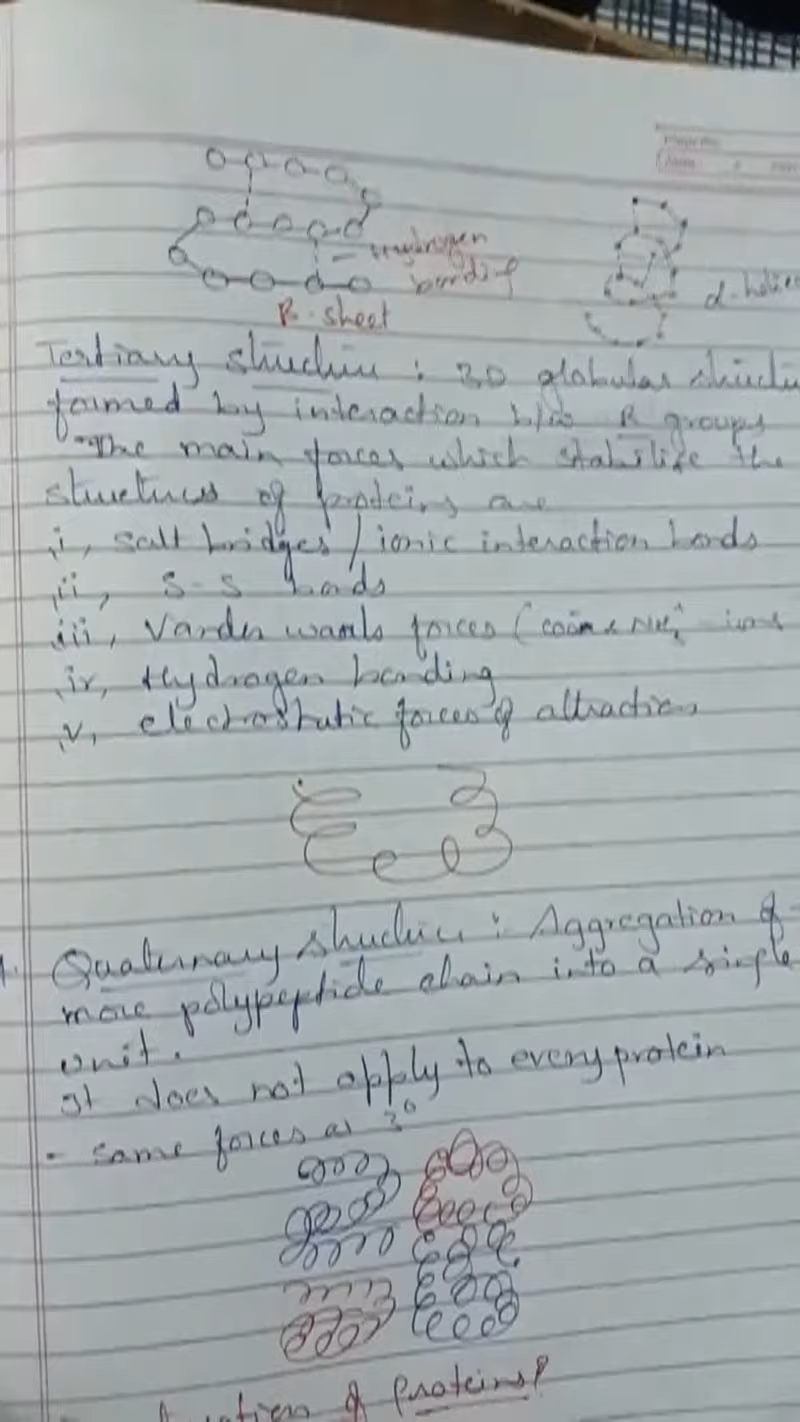 Hydrogen
bonding
β-sheet
α-helix
Tertiary structure : 3D globular structu
formed by interaction b/w R groups
"The main forces which stabilize the
structures of proteins are
i, salt bridges / ionic interaction bonds
ii, S-S bonds
iii, Vander waals forces (
iv, Hydrogen bonding
v, electrostatic forces of attraction
Quaternary structure : Aggregation of
more polypeptide chain into a single
unit.
It does not apply to every protein
- same forces as 3°
of Proteins?